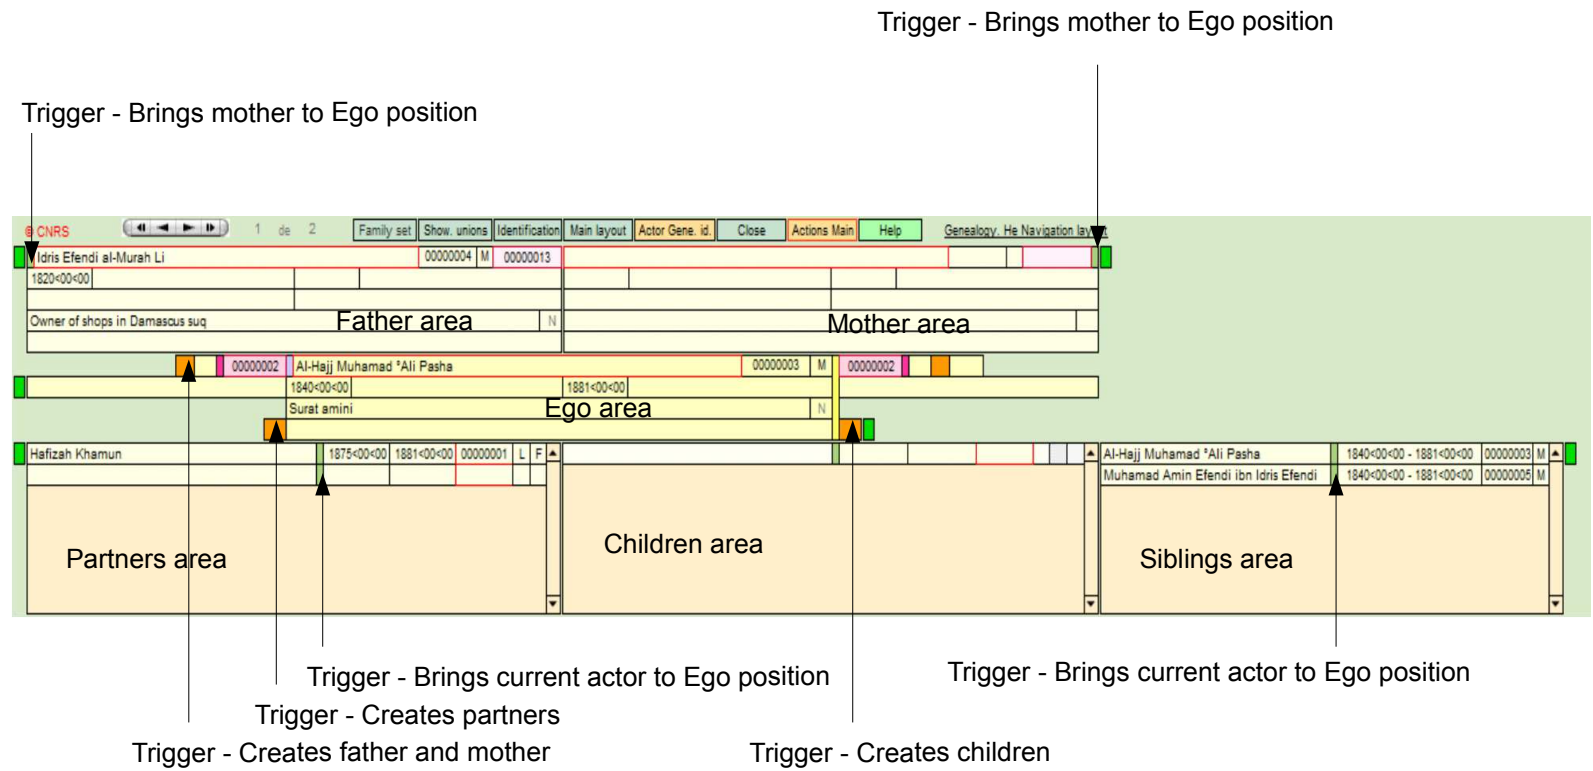 Trigger - Brings mother to Ego position
Trigger - Brings mother to Ego position
© CNRS 1 de 2 Family set Show. unions Identification Main layout Actor Gene. id. Close Actions Main Help Genealogy. He Navigation layout
Idris Efendi al-Murah Li 00000004 M 00000013
1820<00<00
Owner of shops in Damascus suq Father area N Mother area
00000002 Al-Hajj Muhamad °Ali Pasha 00000003 M 00000002
1840<00<00 1881<00<00
Surat amini Ego area N
Hafizah Khamun 1875<00<00 1881<00<00 00000001 L F Al-Hajj Muhamad °Ali Pasha 1840<00<00 - 1881<00<00 00000003 M
Muhamad Amin Efendi ibn Idris Efendi 1840<00<00 - 1881<00<00 00000005 M
Partners area Children area Siblings area
Trigger - Brings current actor to Ego position Trigger - Brings current actor to Ego position
Trigger - Creates partners
Trigger - Creates father and mother Trigger - Creates children